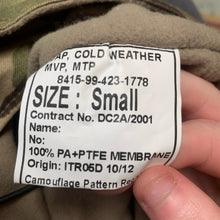 AP, COLD WEATHER
MVP, MTP
8415-99-423-1778
SIZE : Small
Contract No. DC2A/2001
Name:
No:
100% PA+PTFE MEMBRANE
Origin: ITR05D 10/12
Camouflage Pattern Re